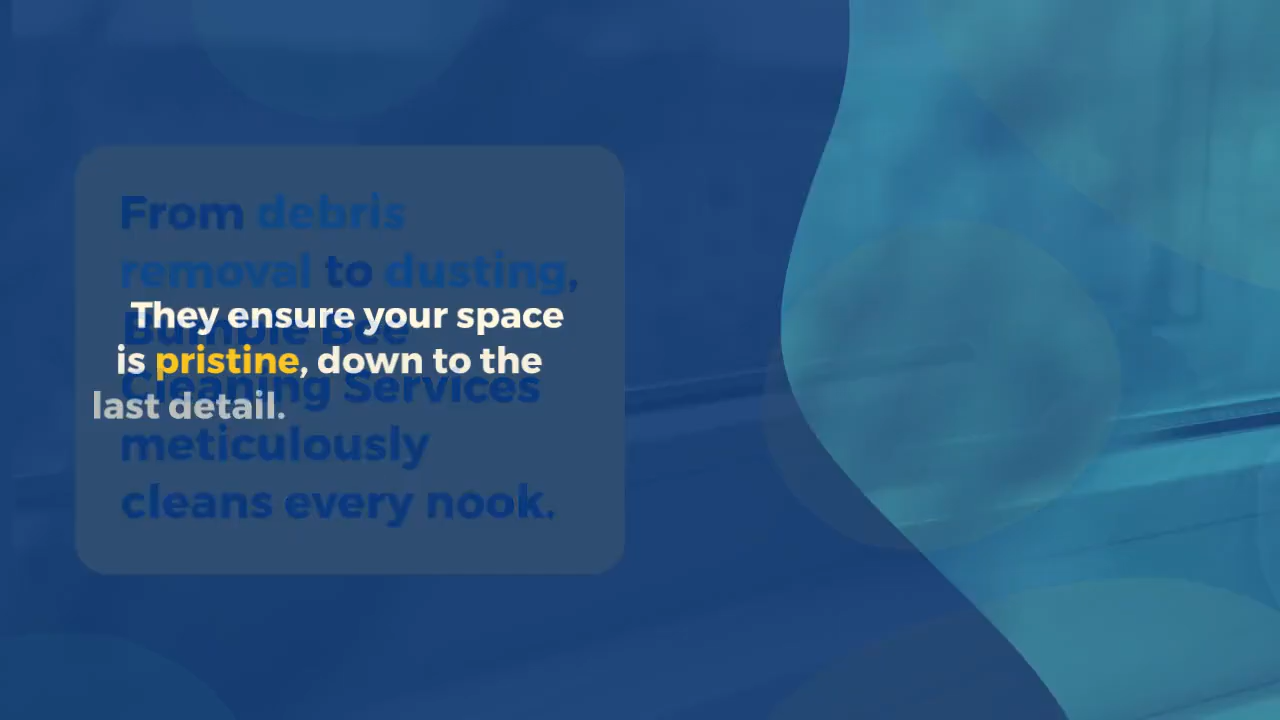 From debris
removal to dusting,
Bumble Bee
Cleaning Services
meticulously
cleans every nook.
They ensure your space
is pristine, down to the
last detail.